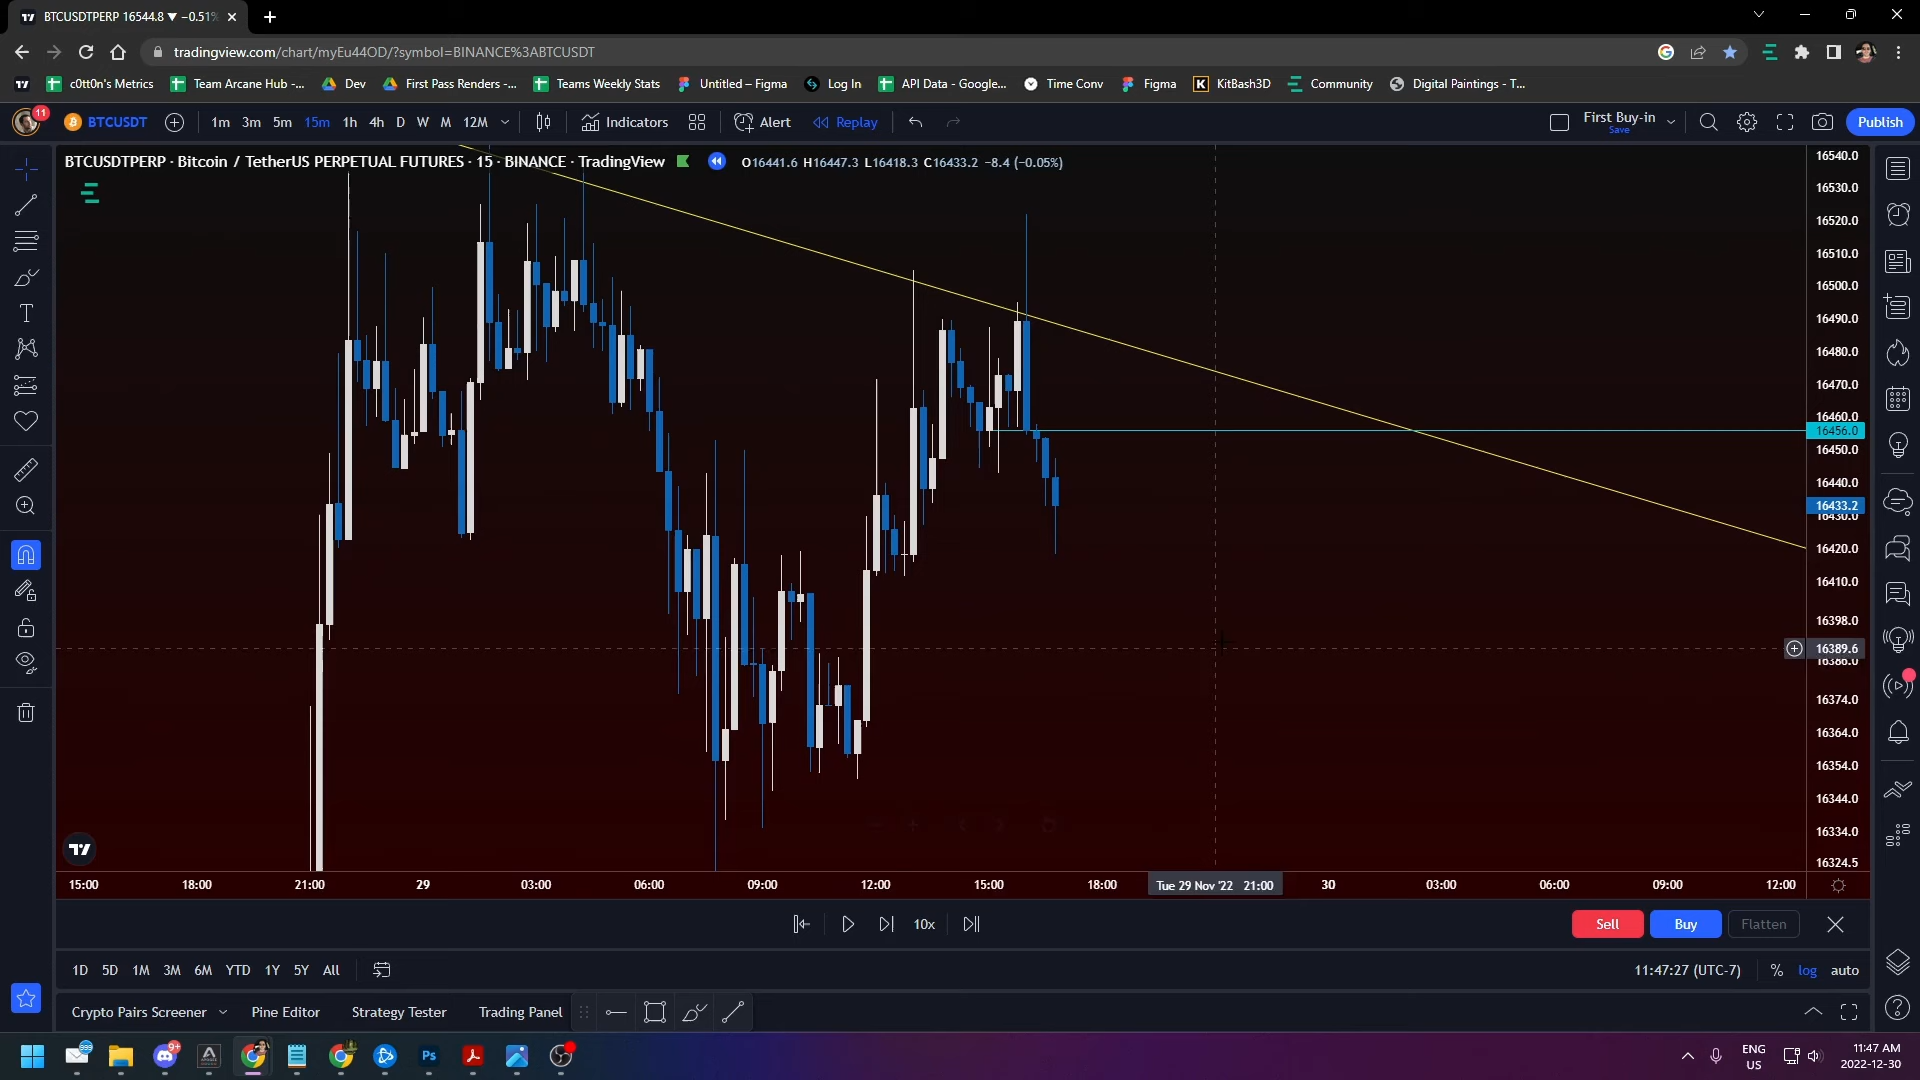 BTCUSDTPERP 16544.8 ▼ −0.51%
tradingview.com/chart/myEu44OD/?symbol=BINANCE%3ABTCUSDT
c0tt0n's Metrics Team Arcane Hub -... Dev First Pass Renders -... Teams Weekly Stats Untitled – Figma Log In API Data - Google... Time Conv Figma KitBash3D Community Digital Paintings - T...
11 BTCUSDT 1m 3m 5m 15m 1h 4h D W M 12M Indicators Alert Replay First Buy-in Save Publish
BTCUSDTPERP · Bitcoin / TetherUS PERPETUAL FUTURES · 15 · BINANCE · TradingView O16441.6 H16447.3 L16418.3 C16433.2 −8.4 (−0.05%)
16540.0
16530.0
16520.0
16510.0
16500.0
16490.0
16480.0
16470.0
16460.0
16456.0
16450.0
16440.0
16433.2
16430.0
16420.0
16410.0
16398.0
16389.6
16386.0
16374.0
16364.0
16354.0
16344.0
16334.0
16324.5
15:00 18:00 21:00 29 03:00 06:00 09:00 12:00 15:00 18:00 Tue 29 Nov '22 21:00 30 03:00 06:00 09:00 12:00
10x Sell Buy Flatten
1D 5D 1M 3M 6M YTD 1Y 5Y All 11:47:27 (UTC-7) % log auto
Crypto Pairs Screener Pine Editor Strategy Tester Trading Panel
ENG
US
11:47 AM
2022-12-30